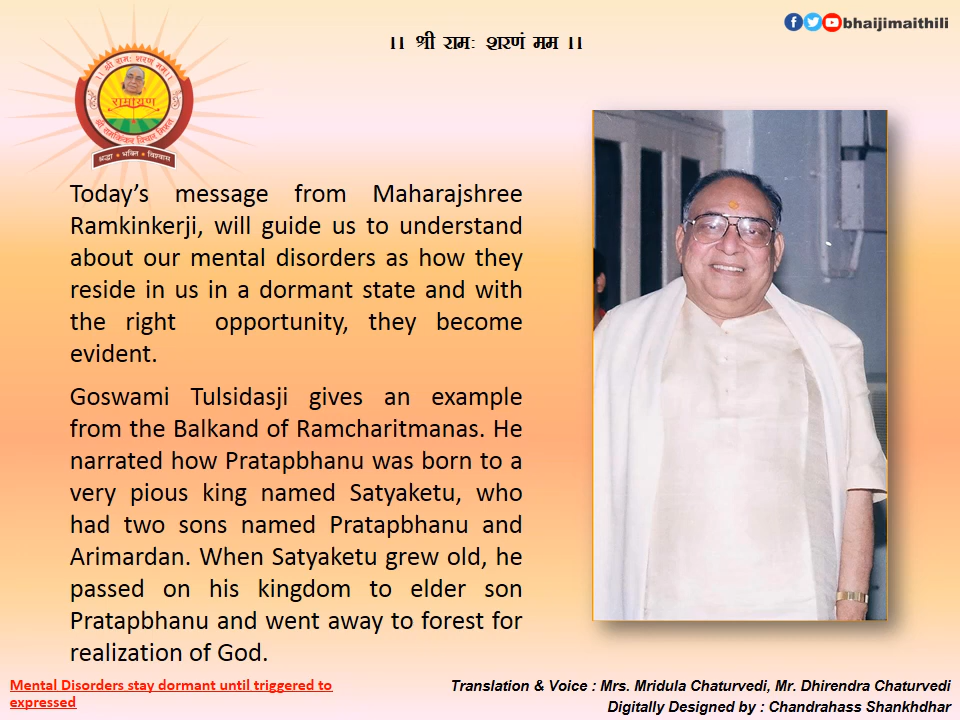 ।। श्री रामः शरणं मम ।।
bhaijimaithili
।। श्री रामः शरणं मम।।
रामायण
श्री रामकिंकर विचार मिशन
श्रद्धा • भक्ति • विश्वास
Today’s message from Maharajshree
Ramkinkerji, will guide us to understand
about our mental disorders as how they
reside in us in a dormant state and with
the right opportunity, they become
evident.
Goswami Tulsidasji gives an example
from the Balkand of Ramcharitmanas. He
narrated how Pratapbhanu was born to a
very pious king named Satyaketu, who
had two sons named Pratapbhanu and
Arimardan. When Satyaketu grew old, he
passed on his kingdom to elder son
Pratapbhanu and went away to forest for
realization of God.
Mental Disorders stay dormant until triggered to
expressed
Translation & Voice : Mrs. Mridula Chaturvedi, Mr. Dhirendra Chaturvedi
Digitally Designed by : Chandrahass Shankhdhar